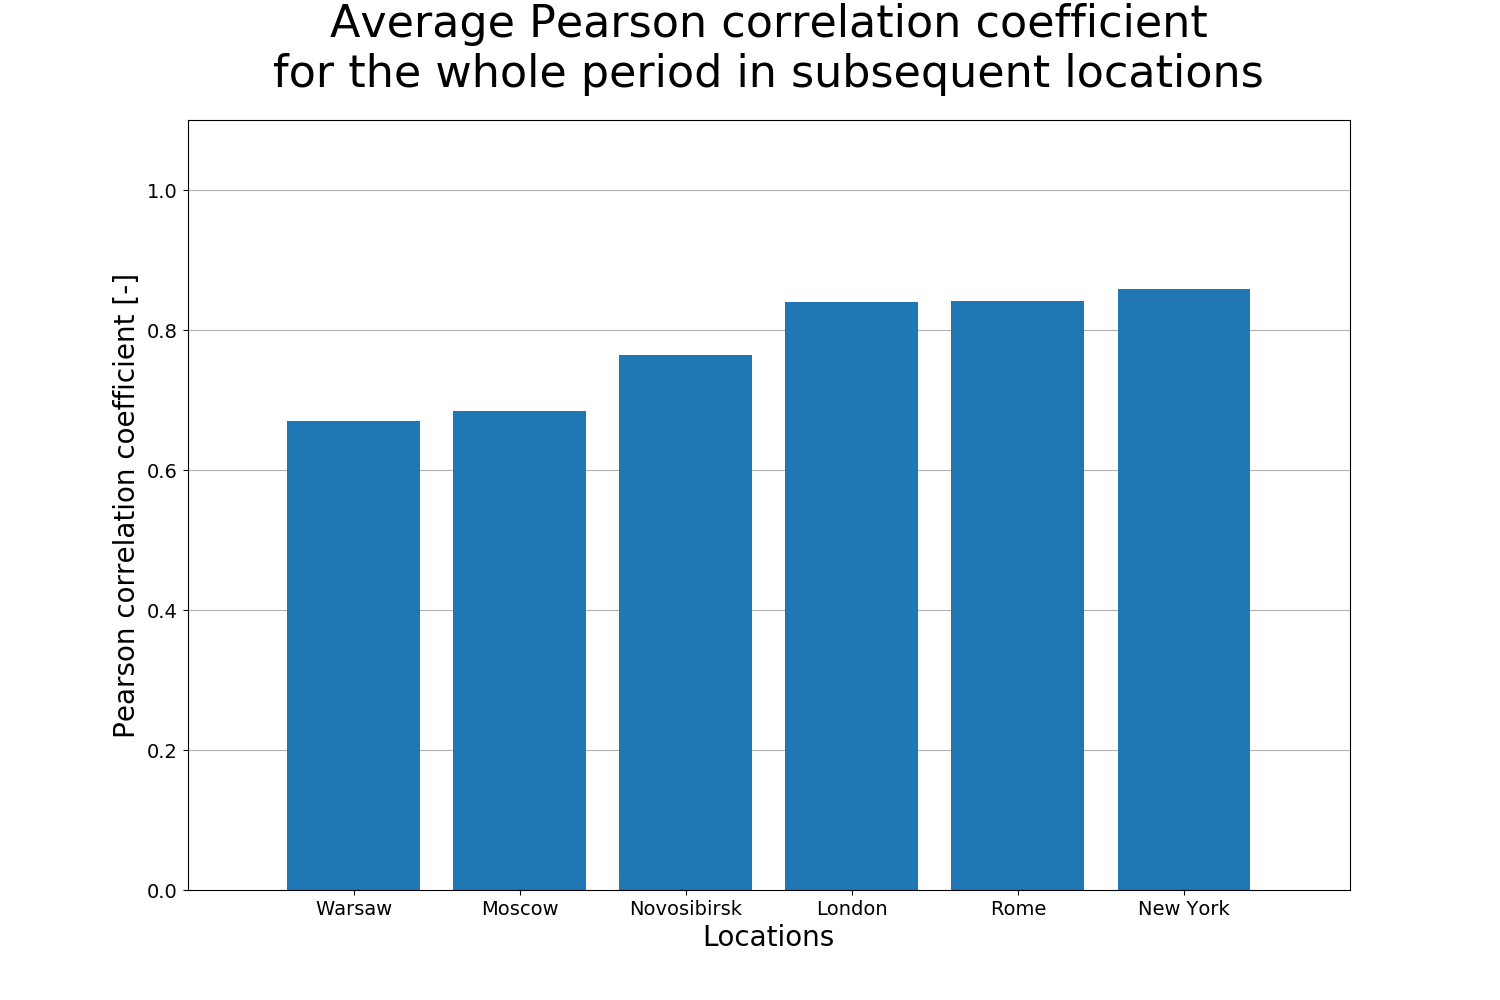 Average Pearson correlation coefficient
for the whole period in subsequent locations
Pearson correlation coefficient [-]
1.0
0.8
0.6
0.4
0.2
0.0
Warsaw
Moscow
Novosibirsk
London
Rome
New York
Locations